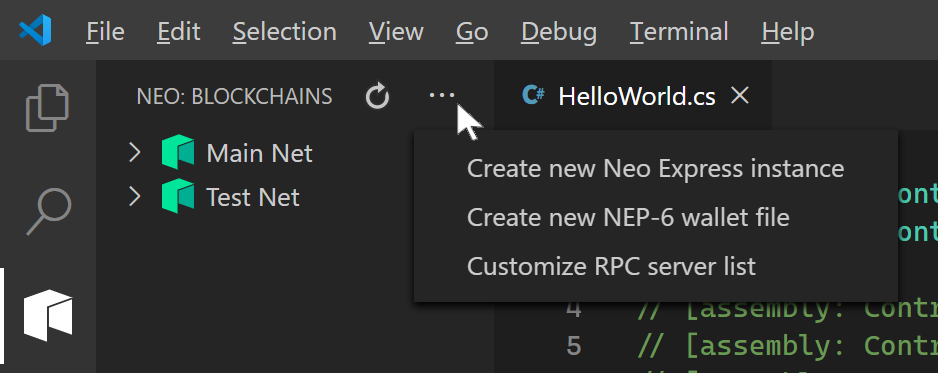 File Edit Selection View Go Debug Terminal Help
NEO: BLOCKCHAINS ···
C# HelloWorld.cs
Main Net
Test Net
Create new Neo Express instance
Create new NEP-6 wallet file
Customize RPC server list
ont
ont
4 // [assembly: Contr
5 // [assembly: Contr